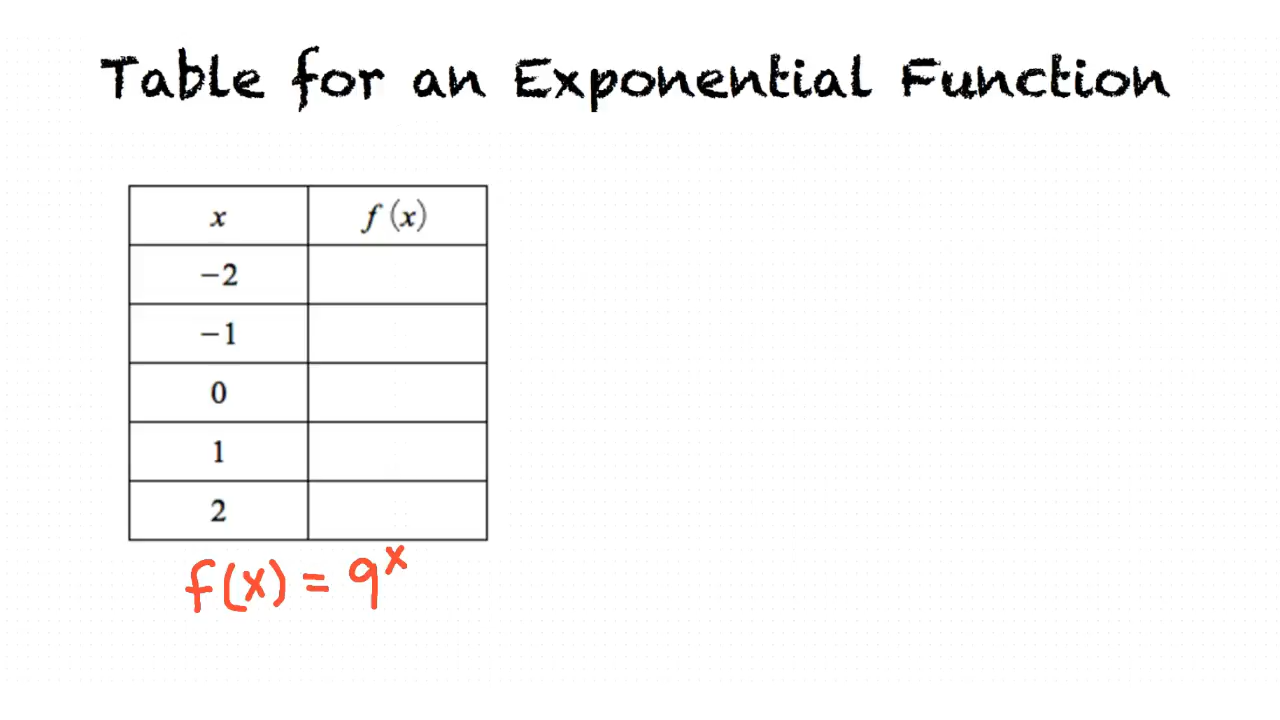 Table for an Exponential Function
x f(x)
−2
−1
0
1
2
f(x) = 9^x